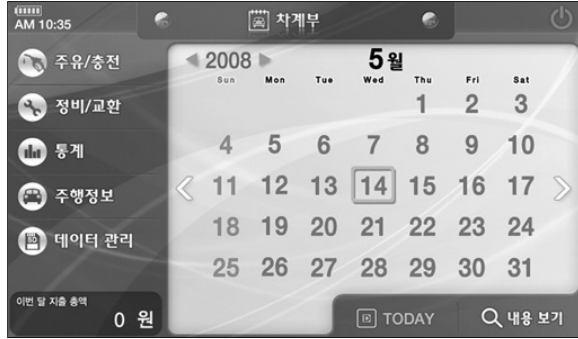 AM 10:35
차계부
주유/충전
정비/교환
통계
주행정보
데이터 관리
이번 달 지출 총액
0 원
2008
5월
Sun Mon Tue Wed Thu Fri Sat
1 2 3
4 5 6 7 8 9 10
11 12 13 14 15 16 17
18 19 20 21 22 23 24
25 26 27 28 29 30 31
TODAY
내용 보기